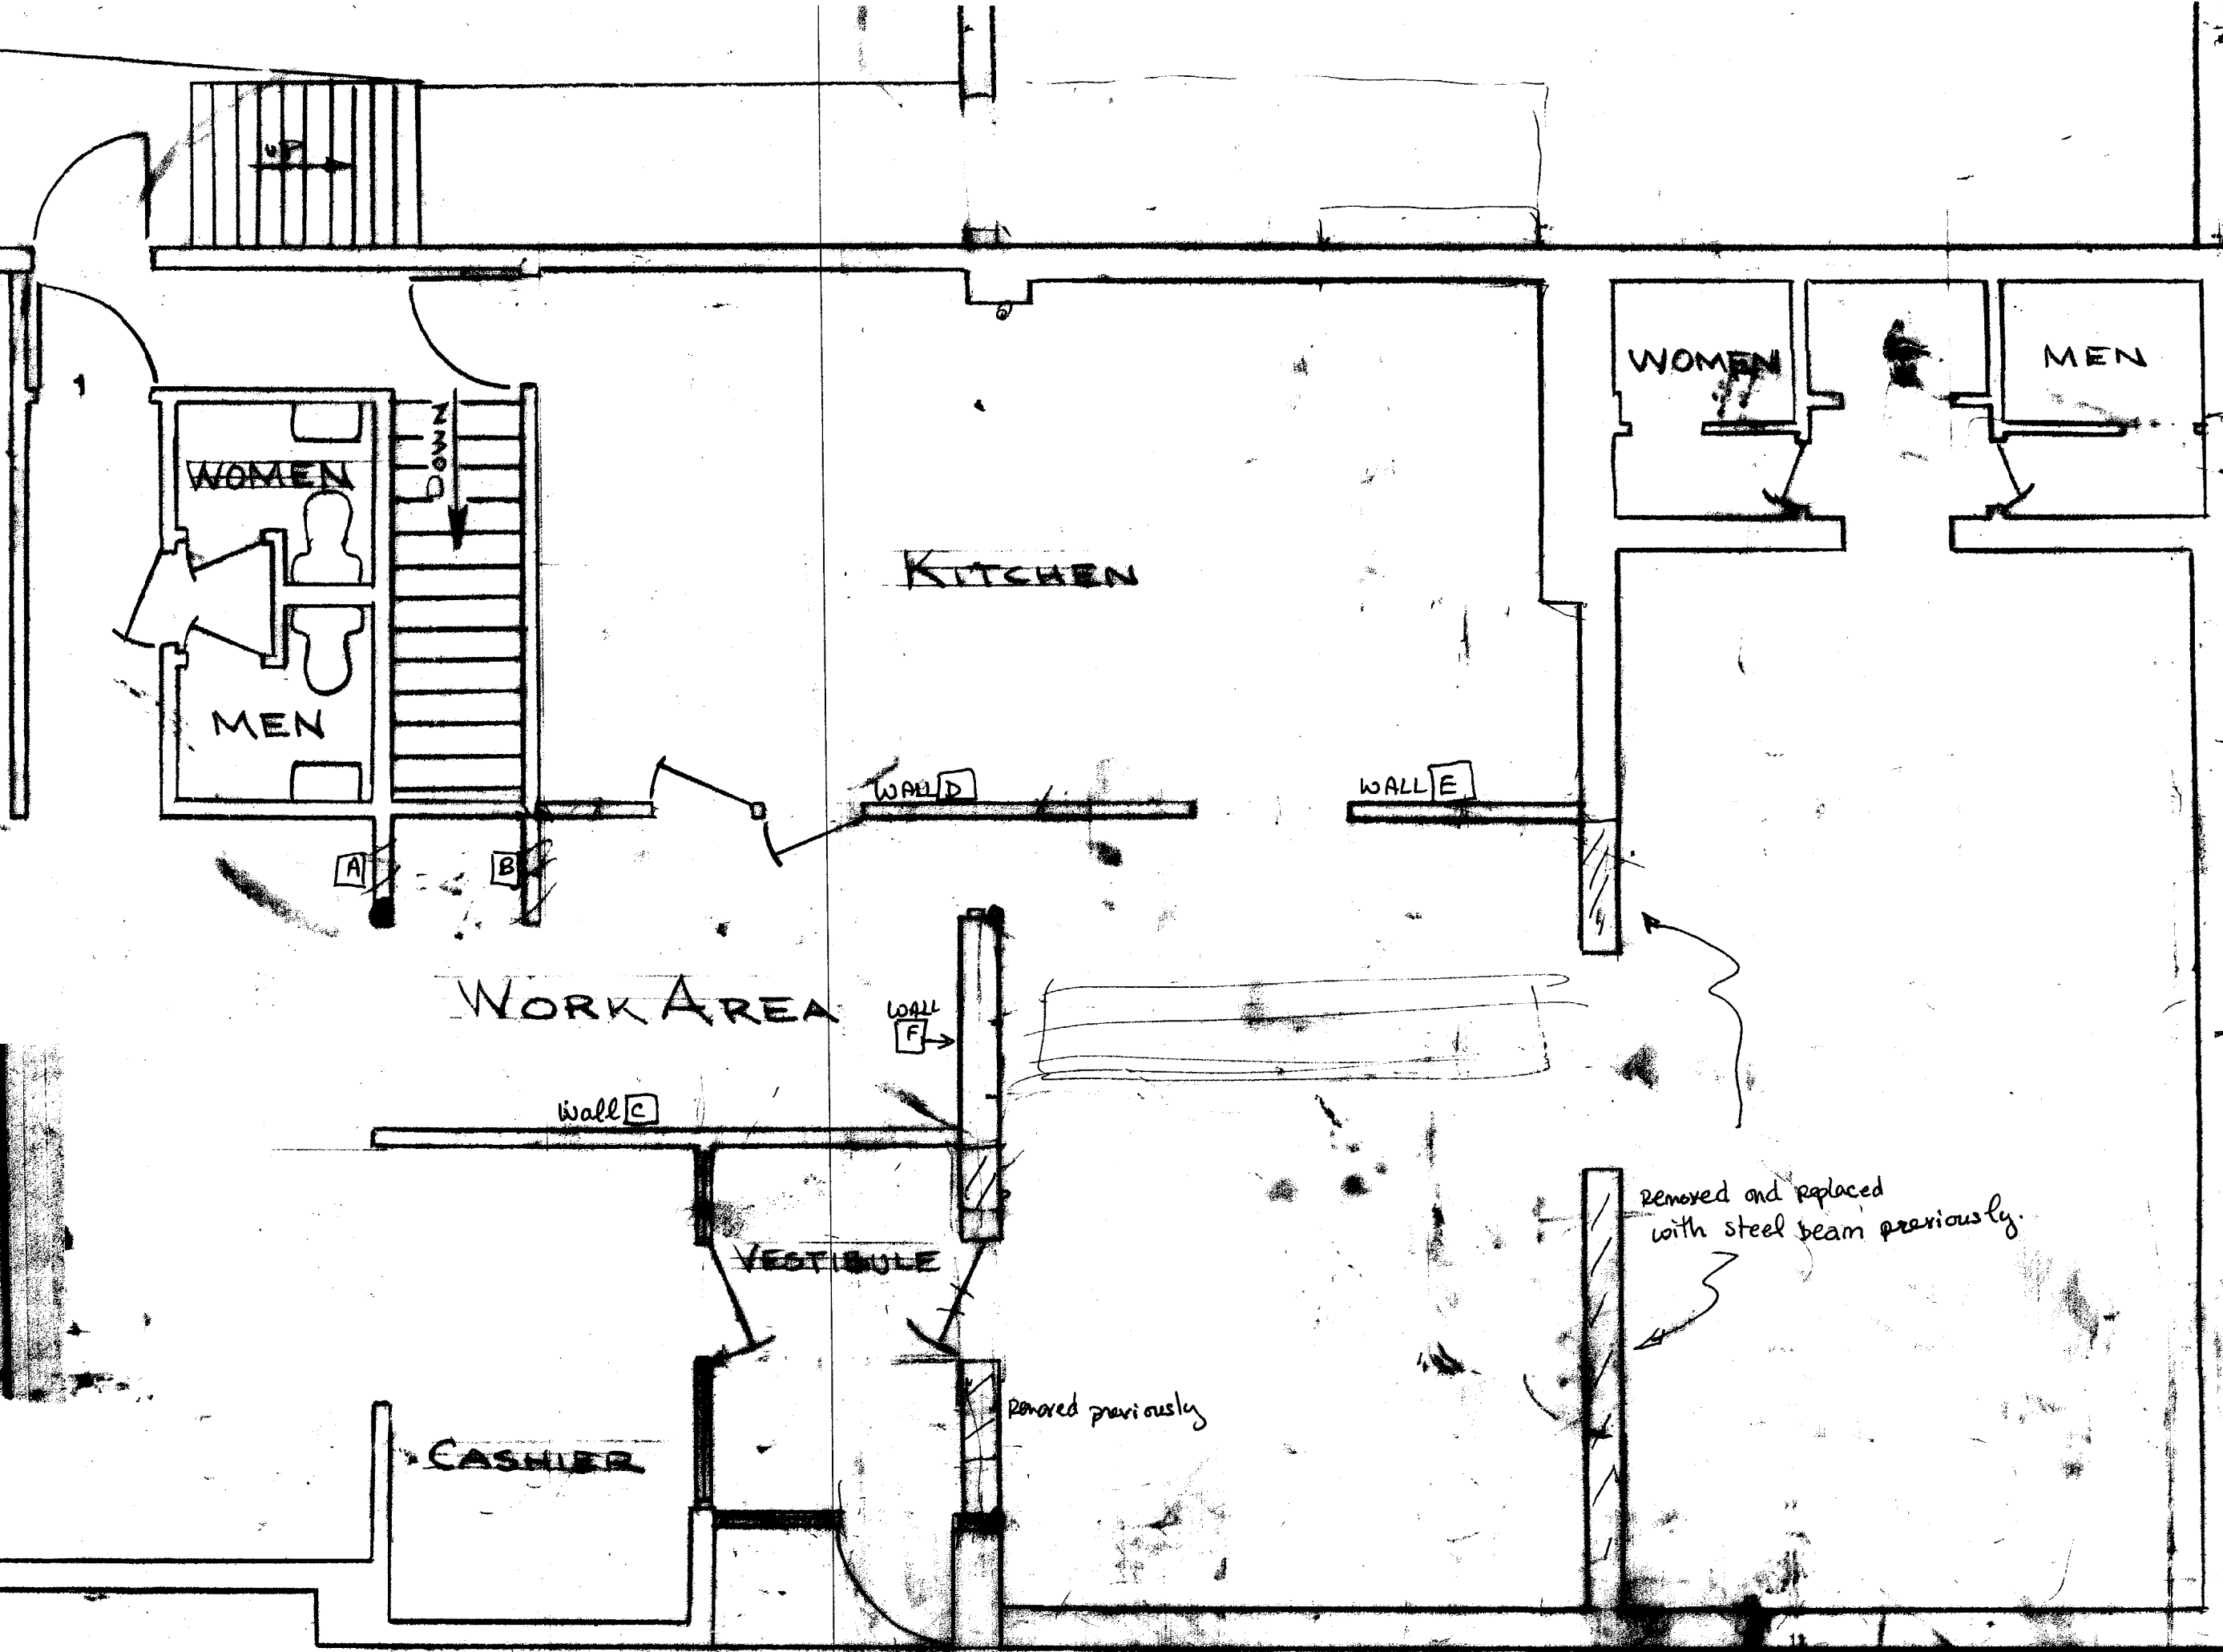 UP
WOMEN
MEN
DOWN
WOMEN
KITCHEN
MEN
WALL D
WALL E
A
B
WORK AREA
WALL
F
Wall C
Removed and Replaced
with steel beam previously.
VESTIBULE
Removed previously
CASHIER